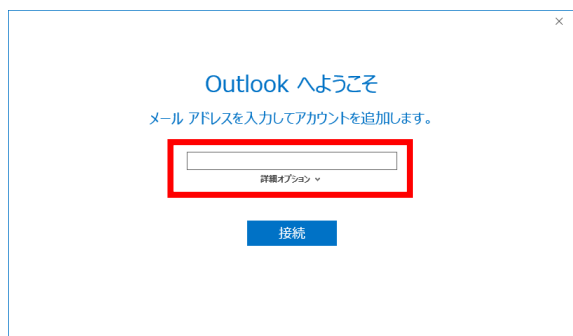 Outlook へようこそ
メール アドレスを入力してアカウントを追加します。
詳細オプション
接続